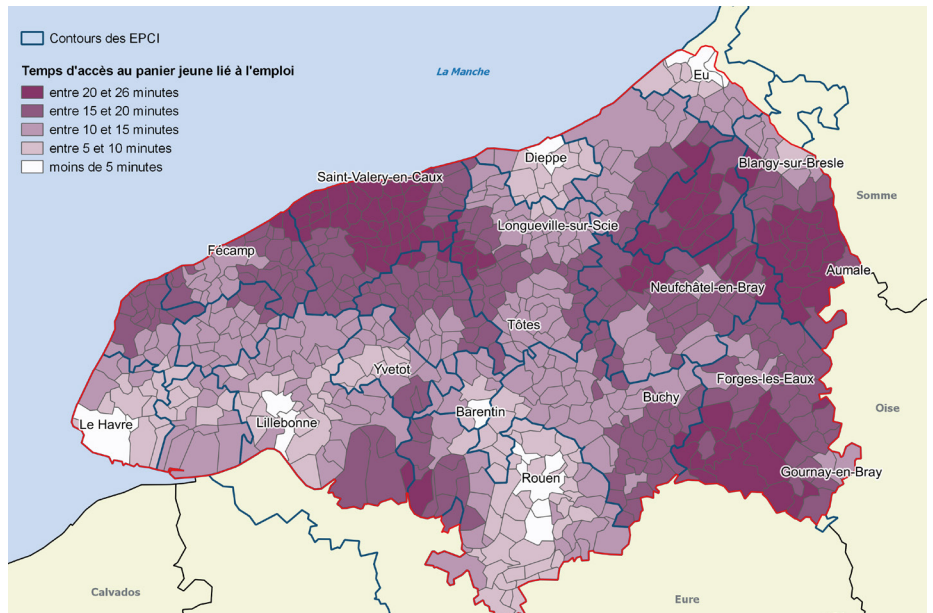 Contours des EPCI
Temps d'accès au panier jeune lié à l'emploi
entre 20 et 26 minutes
entre 15 et 20 minutes
entre 10 et 15 minutes
entre 5 et 10 minutes
moins de 5 minutes
La Manche
Eu
Dieppe
Blangy-sur-Bresle
Saint-Valery-en-Caux
Somme
Longueville-sur-Scie
Fécamp
Aumale
Neufchâtel-en-Bray
Tôtes
Yvetot
Forges-les-Eaux
Buchy
Oise
Barentin
Le Havre
Lillebonne
Gournay-en-Bray
Rouen
Calvados
Eure